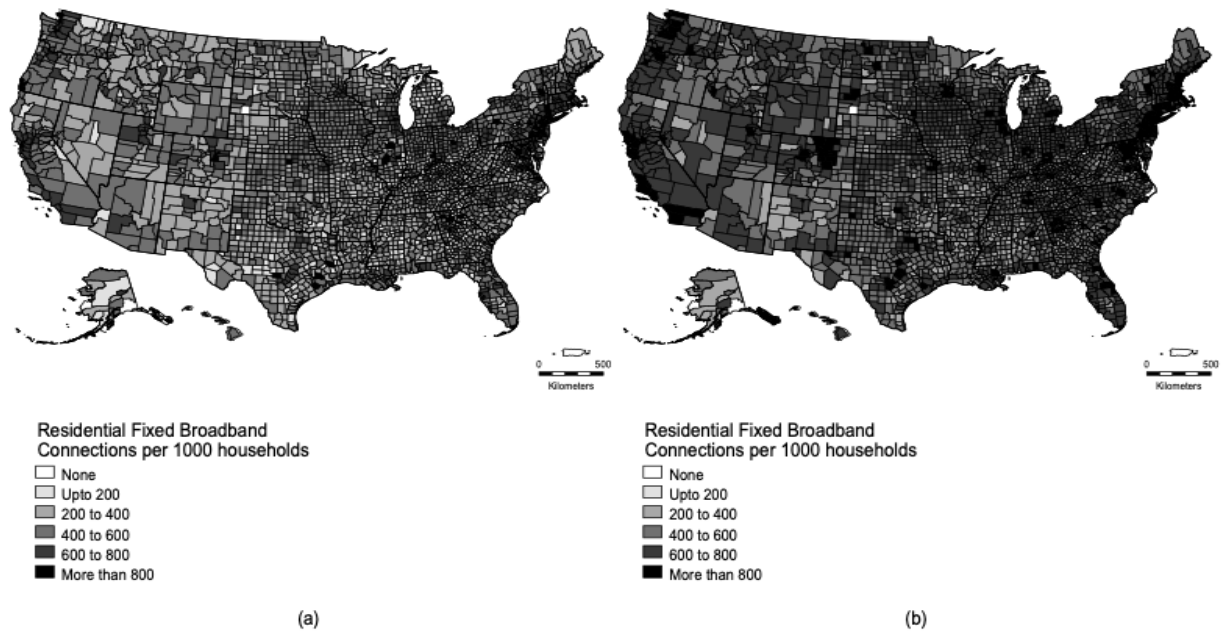 0 500
Kilometers
0 500
Kilometers
Residential Fixed Broadband
Connections per 1000 households
None
Upto 200
200 to 400
400 to 600
600 to 800
More than 800
(a)
Residential Fixed Broadband
Connections per 1000 households
None
Upto 200
200 to 400
400 to 600
600 to 800
More than 800
(b)